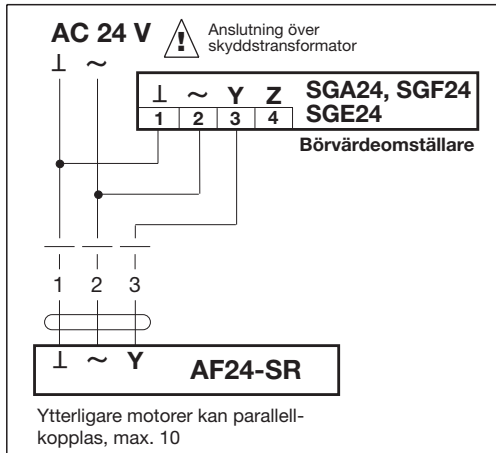 AC 24 V
Anslutning över
skyddstransformator
⊥ ~
!
⊥ ~ Y Z
1 2 3 4
SGA24, SGF24
SGE24
Börvärdeomställare
1 2 3
⊥ ~ Y
AF24-SR
Ytterligare motorer kan parallell-
kopplas, max. 10